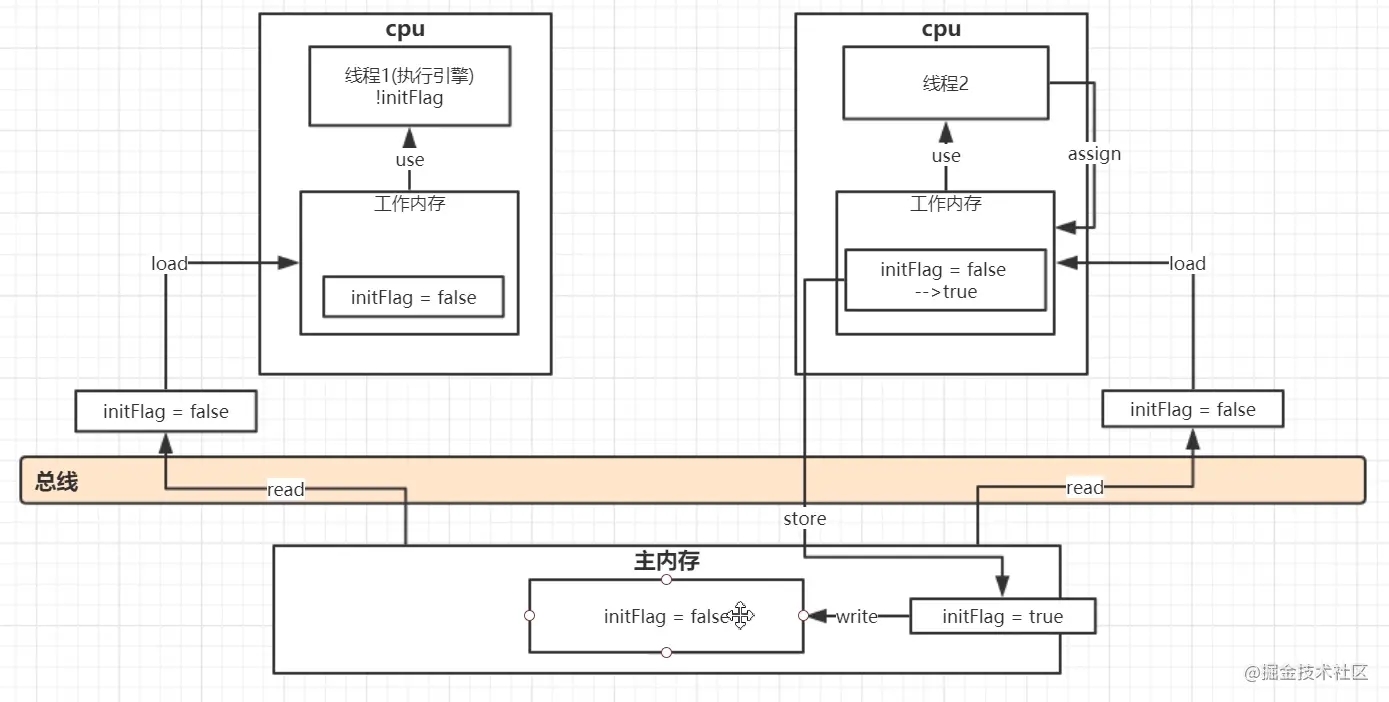 cpu
线程1(执行引擎)
!initFlag
use
工作内存
initFlag = false
load
initFlag = false
cpu
线程2
assign
use
工作内存
initFlag = false
-->true
load
initFlag = false
总线
read
read
store
主内存
initFlag = false
write
initFlag = true
@掘金技术社区